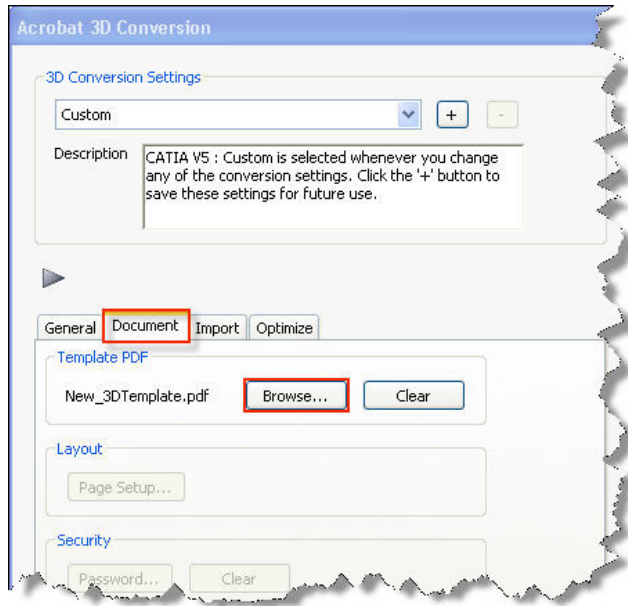 Acrobat 3D Conversion
3D Conversion Settings
Custom
+ -
Description
CATIA V5 : Custom is selected whenever you change
any of the conversion settings. Click the '+' button to
save these settings for future use.
General Document Import Optimize
Template PDF
New_3DTemplate.pdf Browse... Clear
Layout
Page Setup...
Security
Password... Clear